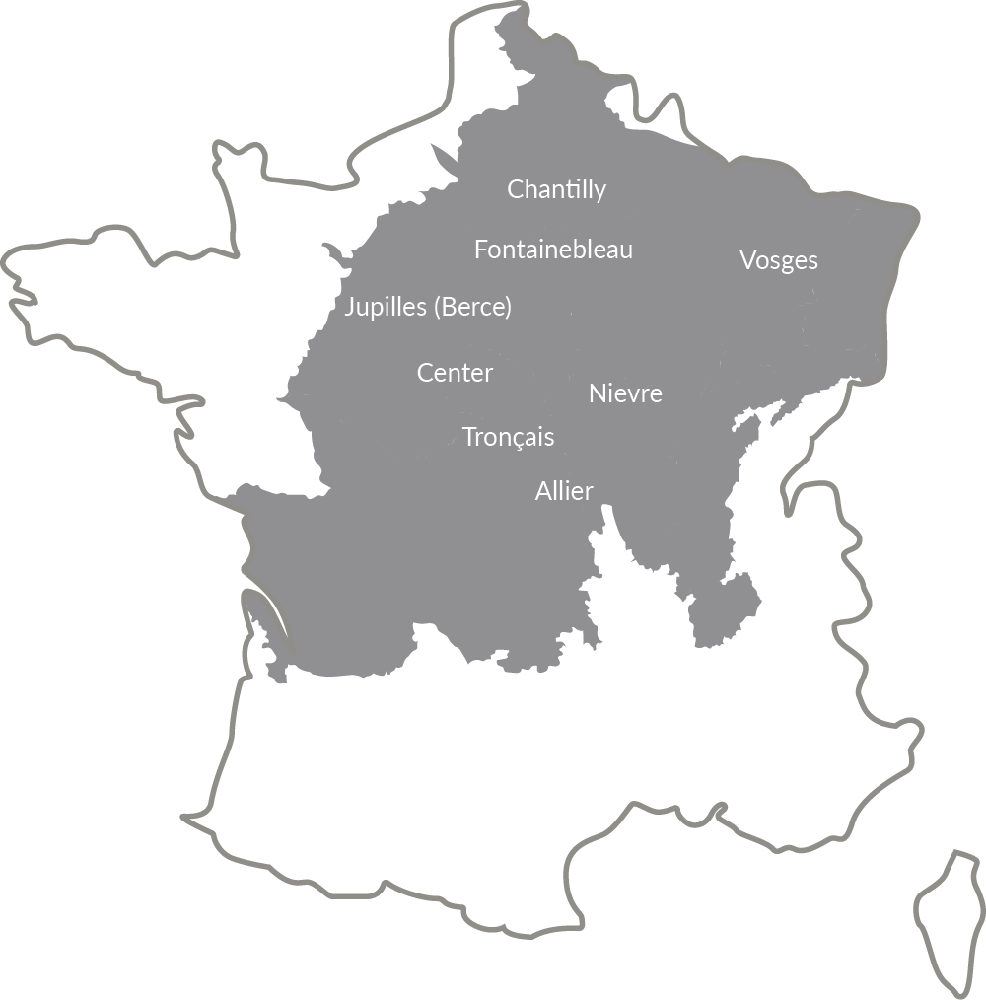 Chantilly
Fontainebleau
Vosges
Jupilles (Berce)
Center
Nievre
Tronçais
Allier